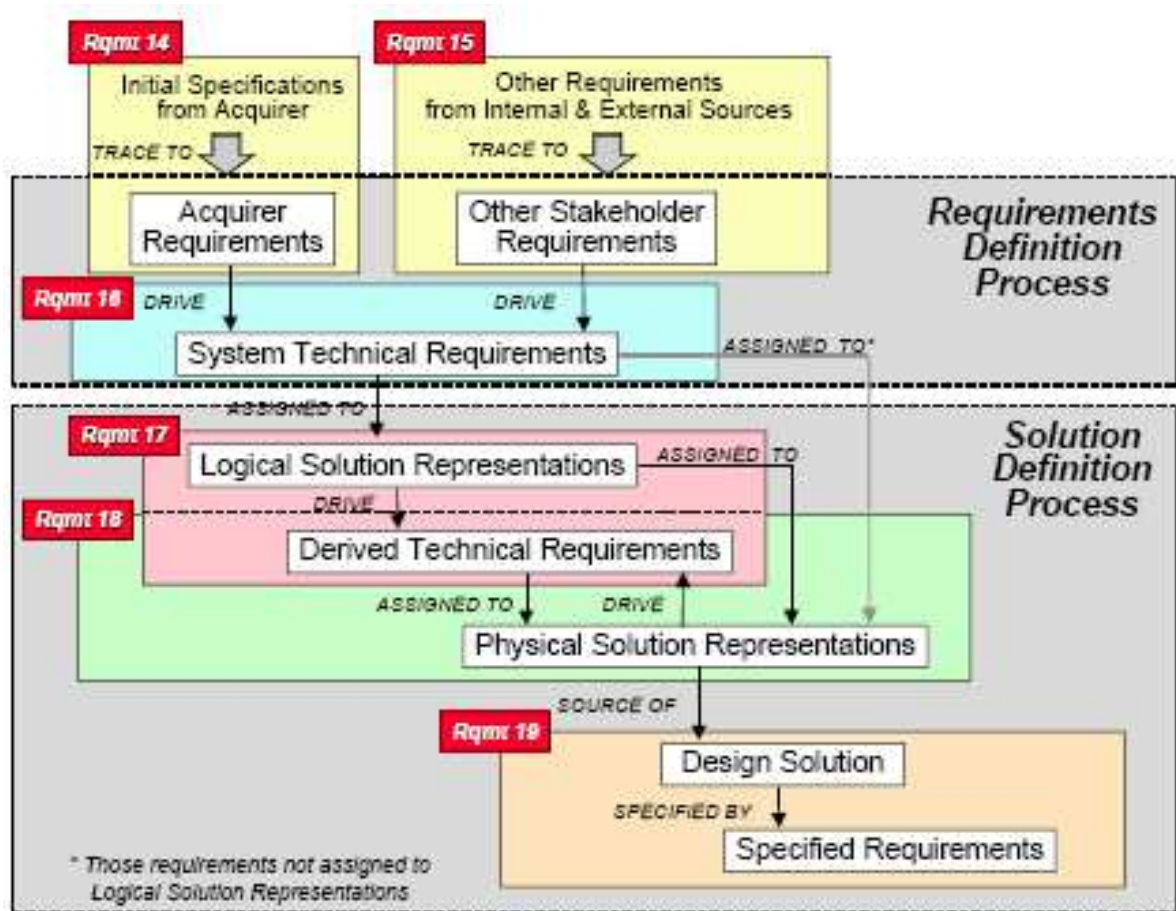 Rqmt 14
Rqmt 15
Initial Specifications
from Acquirer
Other Requirements
from Internal & External Sources
TRACE TO
TRACE TO
Acquirer
Requirements
Other Stakeholder
Requirements
Requirements
Definition
Process
Rqmt 16
DRIVE
DRIVE
System Technical Requirements
ASSIGNED TO*
ASSIGNED TO
Rqmt 17
Logical Solution Representations
ASSIGNED TO
Solution
Definition
Process
DRIVE
Rqmt 18
Derived Technical Requirements
ASSIGNED TO
DRIVE
Physical Solution Representations
SOURCE OF
Rqmt 19
Design Solution
SPECIFIED BY
Specified Requirements
* Those requirements not assigned to
Logical Solution Representations